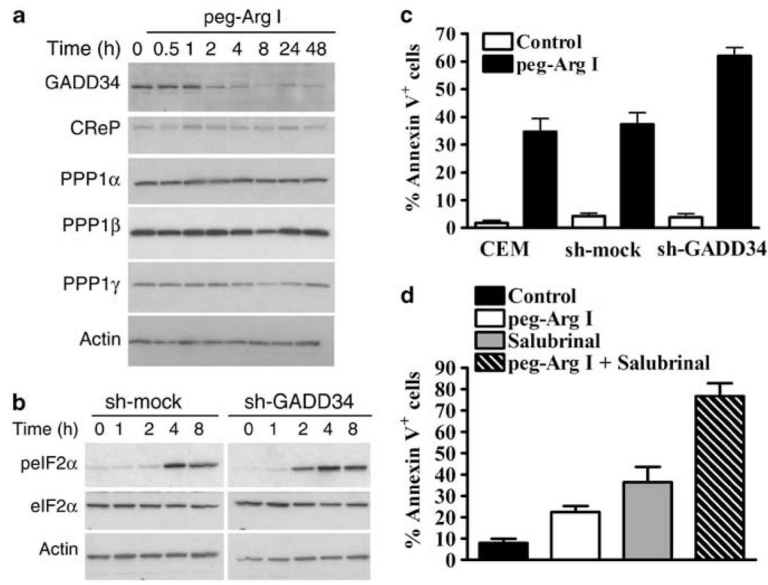 a
peg-Arg I
Time (h) 0 0.5 1 2 4 8 24 48
GADD34
CReP
PPP1α
PPP1β
PPP1γ
Actin
b
sh-mock sh-GADD34
Time (h) 0 1 2 4 8 0 1 2 4 8
peIF2α
eIF2α
Actin
c
Control
peg-Arg I
% Annexin V⁺ cells
70
60
50
40
30
20
10
0
CEM sh-mock sh-GADD34
d
Control
peg-Arg I
Salubrinal
peg-Arg I + Salubrinal
% Annexin V⁺ cells
90
80
70
60
50
40
30
20
10
0